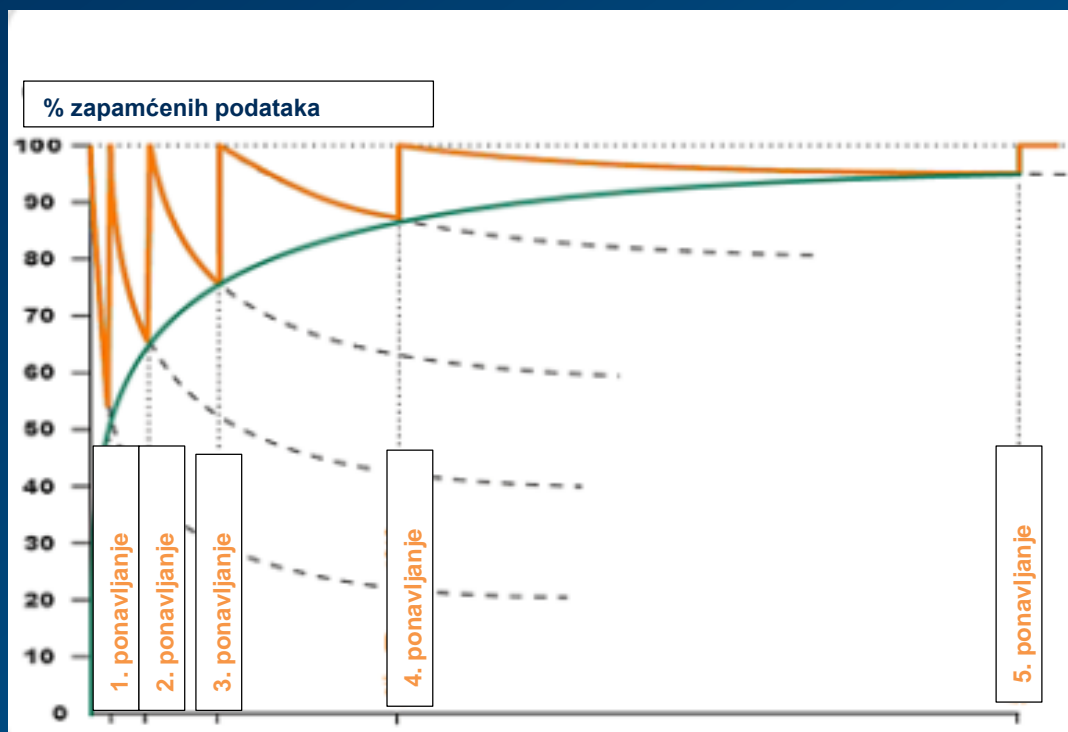 % zapamćenih podataka
100
90
80
70
60
50
40
30
20
10
0
1. ponavljanje
2. ponavljanje
3. ponavljanje
4. ponavljanje
5. ponavljanje